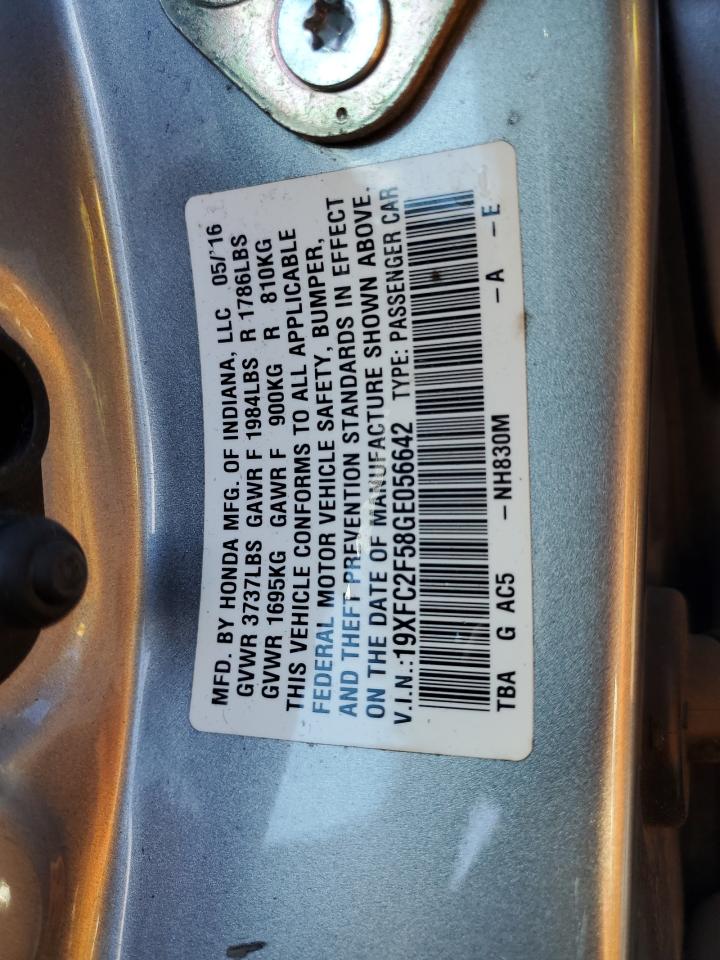 MFD. BY HONDA MFG. OF INDIANA, LLC 05/16
GVWR 3737LBS GAWR F 1984LBS R 1786LBS
GVWR 1695KG GAWR F 900KG R 810KG
THIS VEHICLE CONFORMS TO ALL APPLICABLE
FEDERAL MOTOR VEHICLE SAFETY, BUMPER,
AND THEFT PREVENTION STANDARDS IN EFFECT
ON THE DATE OF MANUFACTURE SHOWN ABOVE.
V.I.N.:19XFC2F58GE056642 TYPE: PASSENGER CAR
TBA G AC5 -NH830M -A -E